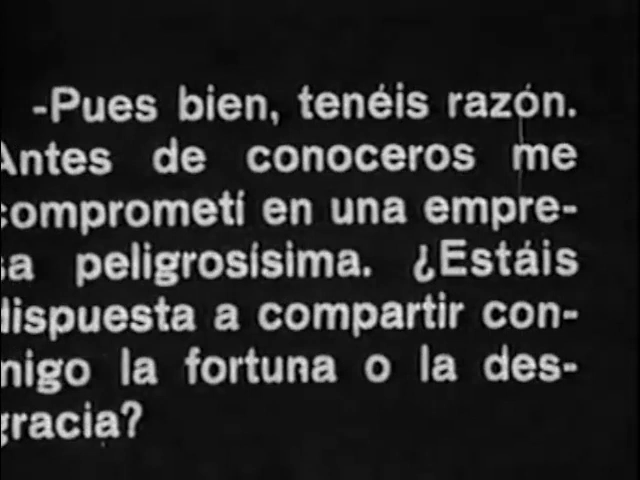 -Pues bien, tenéis razón.
Antes de conoceros me
comprometí en una empre-
sa peligrosísima. ¿Estáis
dispuesta a compartir con-
migo la fortuna o la des-
gracia?